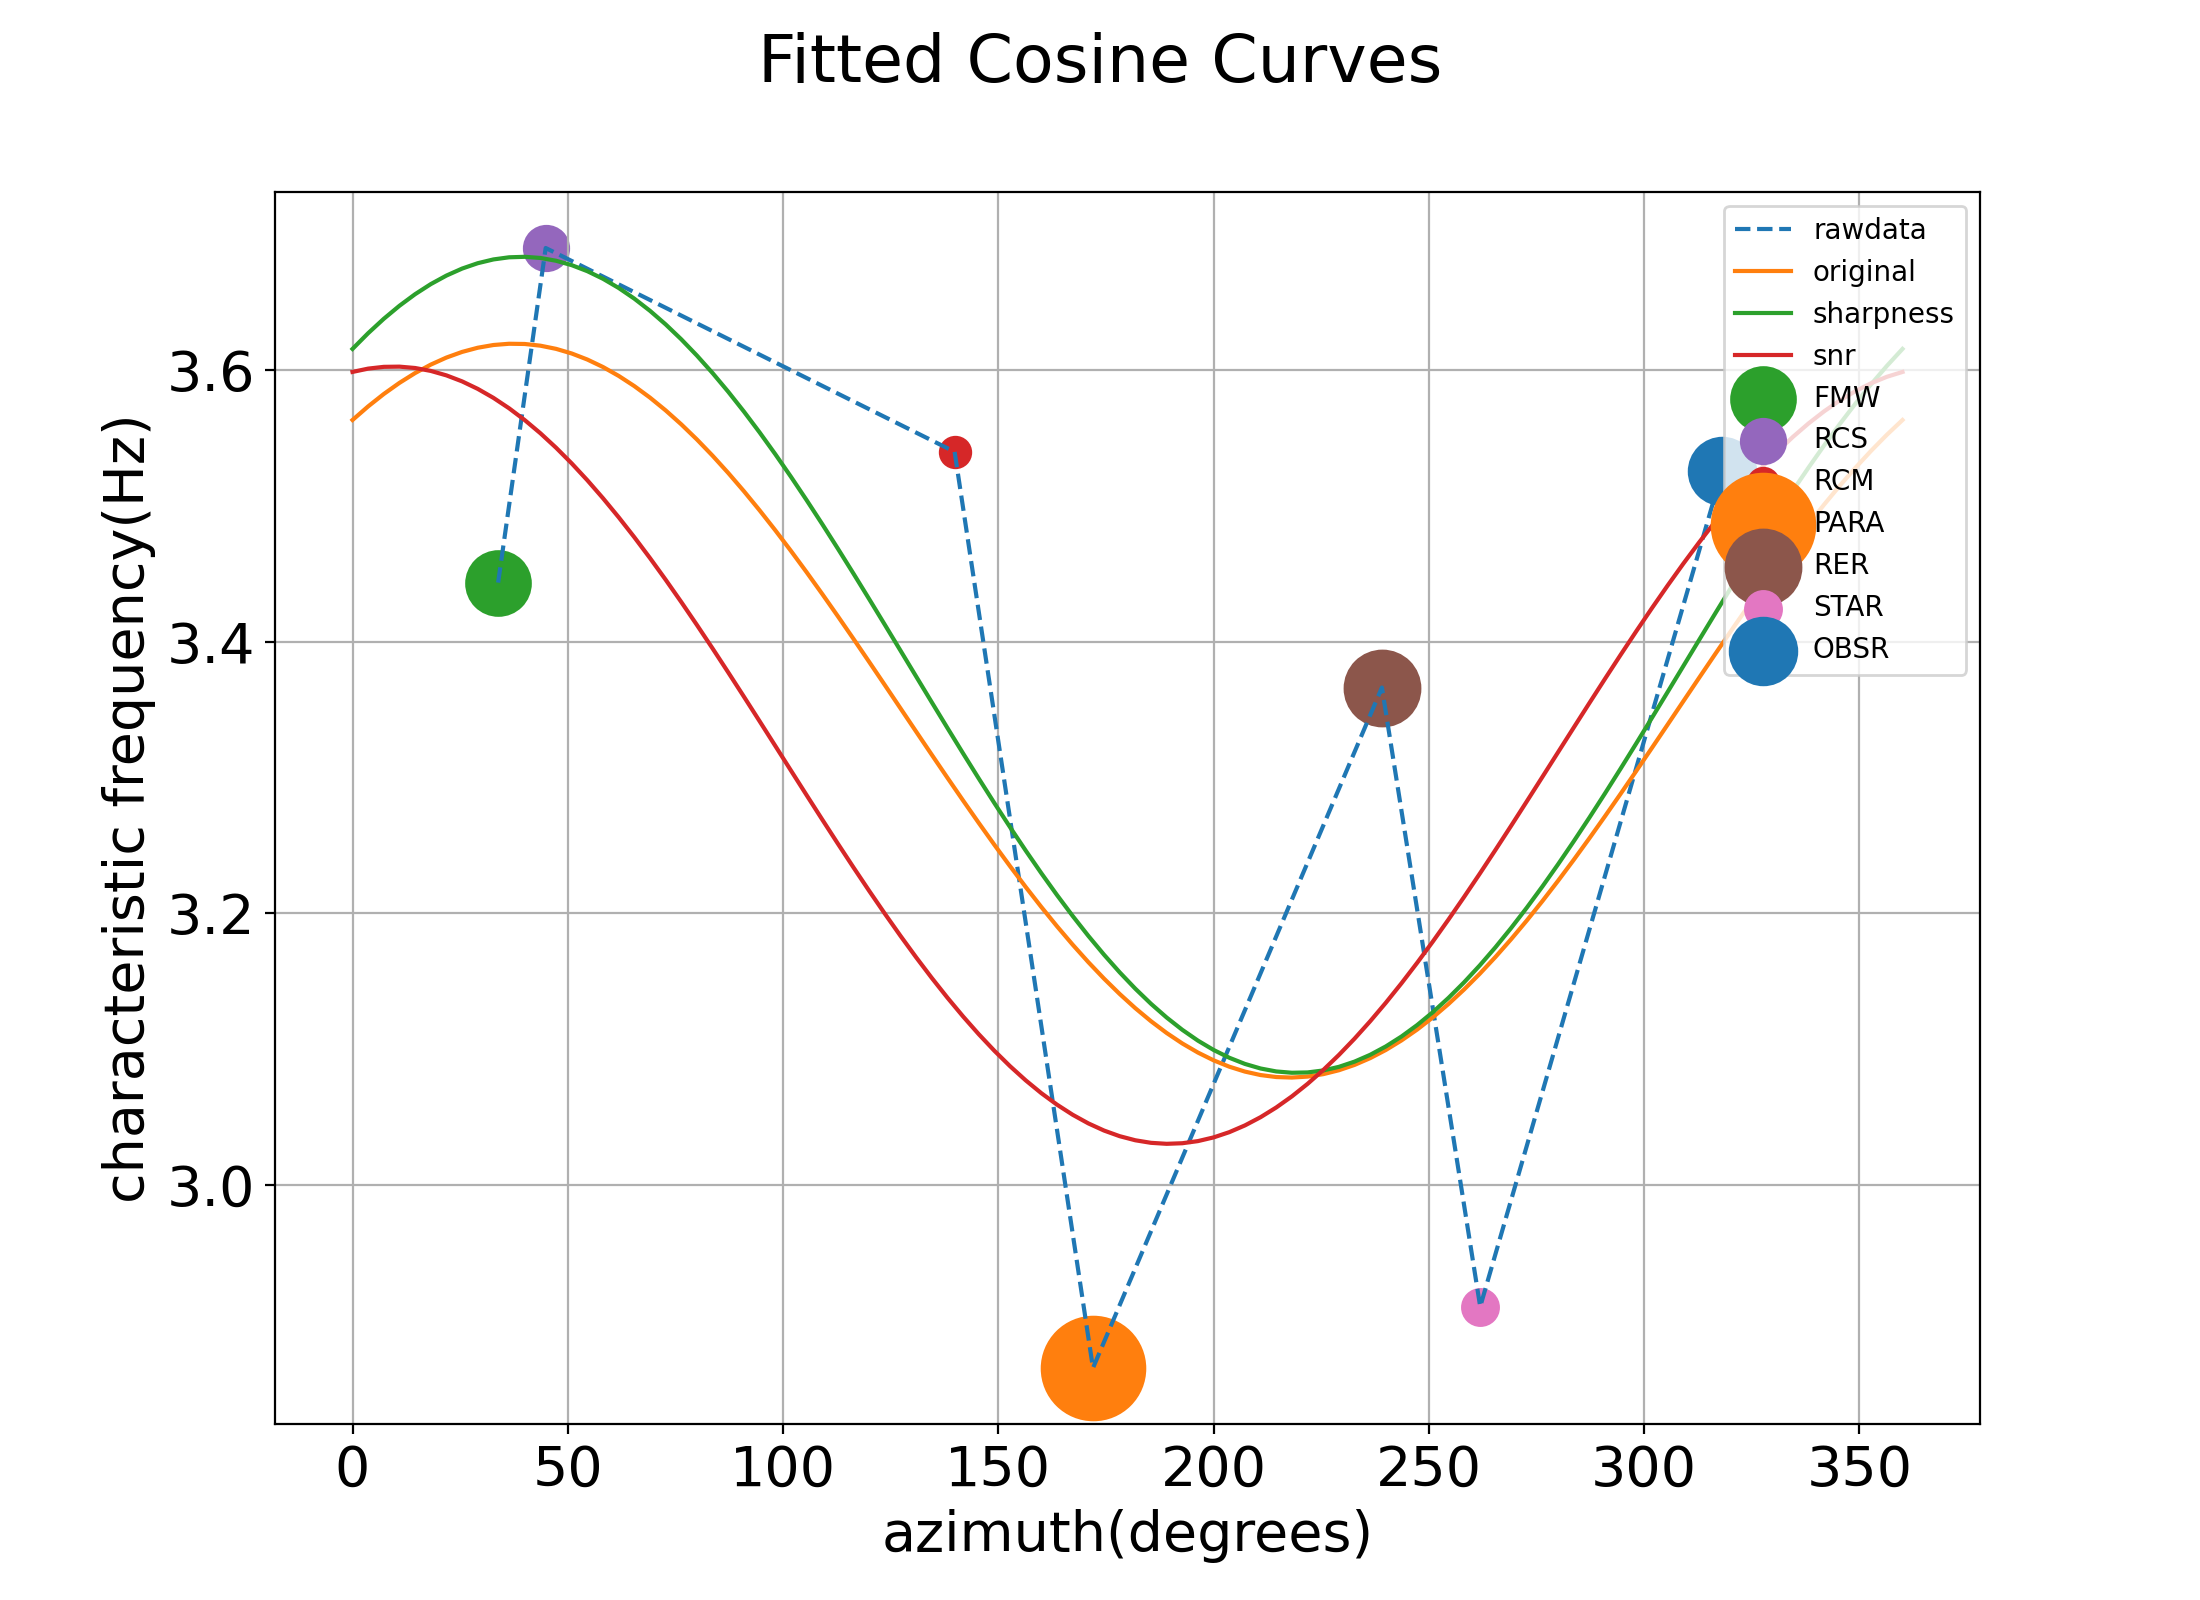 Fitted Cosine Curves
rawdata
original
sharpness
snr
FMW
RCS
RCM
PARA
RER
STAR
OBSR
characteristic frequency(Hz)
3.6
3.4
3.2
3.0
0 50 100 150 200 250 300 350
azimuth(degrees)